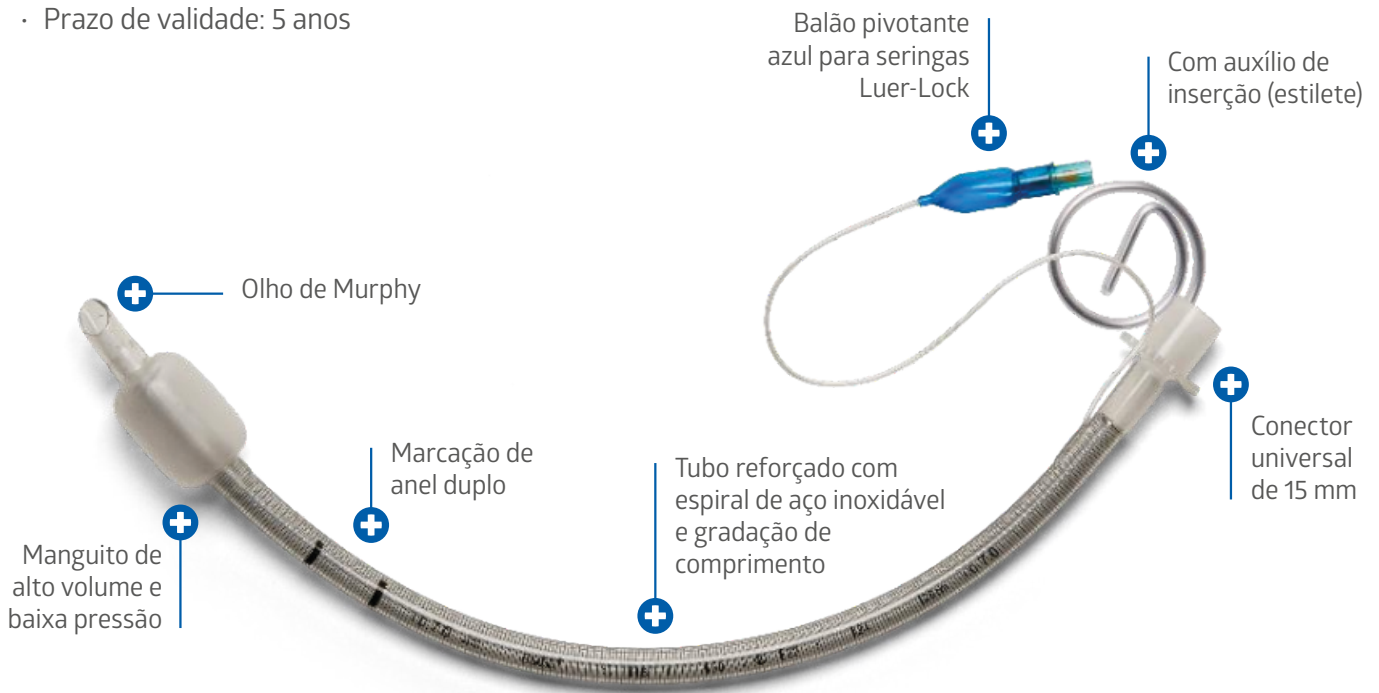 · Prazo de validade: 5 anos
Balão pivotante
azul para seringas
Luer-Lock
Com auxílio de
inserção (estilete)
Olho de Murphy
Marcação de
anel duplo
Tubo reforçado com
espiral de aço inoxidável
e gradação de
comprimento
Conector
universal
de 15 mm
Manguito de
alto volume e
baixa pressão
7.0